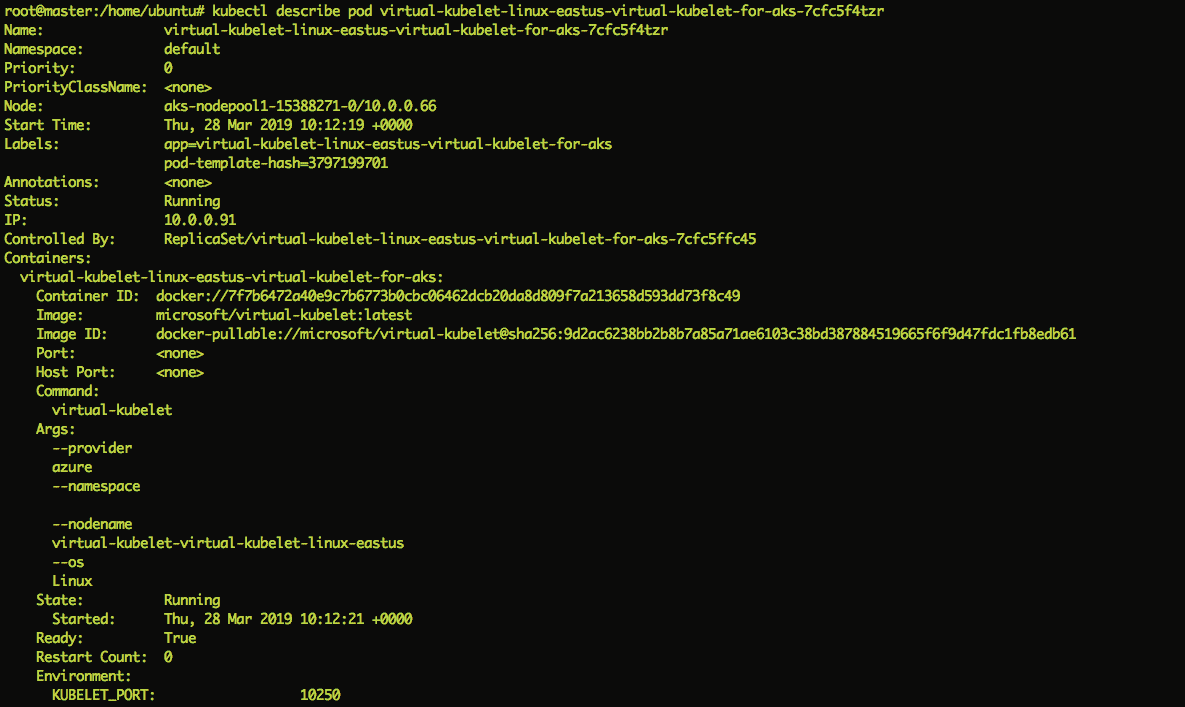 root@master:/home/ubuntu# kubectl describe pod virtual-kubelet-linux-eastus-virtual-kubelet-for-aks-7cfc5f4tzr
Name:               virtual-kubelet-linux-eastus-virtual-kubelet-for-aks-7cfc5f4tzr
Namespace:          default
Priority:           0
PriorityClassName:  <none>
Node:               aks-nodepool1-15388271-0/10.0.0.66
Start Time:         Thu, 28 Mar 2019 10:12:19 +0000
Labels:             app=virtual-kubelet-linux-eastus-virtual-kubelet-for-aks
                    pod-template-hash=3797199701
Annotations:        <none>
Status:             Running
IP:                 10.0.0.91
Controlled By:      ReplicaSet/virtual-kubelet-linux-eastus-virtual-kubelet-for-aks-7cfc5ffc45
Containers:
  virtual-kubelet-linux-eastus-virtual-kubelet-for-aks:
    Container ID:  docker://7f7b6472a40e9c7b6773b0cbc06462dcb20da8d809f7a213658d593dd73f8c49
    Image:         microsoft/virtual-kubelet:latest
    Image ID:      docker-pullable://microsoft/virtual-kubelet@sha256:9d2ac6238bb2b8b7a85a71ae6103c38bd387884519665f6f9d47fdc1fb8edb61
    Port:          <none>
    Host Port:     <none>
    Command:
      virtual-kubelet
    Args:
      --provider
      azure
      --namespace

      --nodename
      virtual-kubelet-virtual-kubelet-linux-eastus
      --os
      Linux
    State:          Running
      Started:      Thu, 28 Mar 2019 10:12:21 +0000
    Ready:          True
    Restart Count:  0
    Environment:
      KUBELET_PORT:                  10250